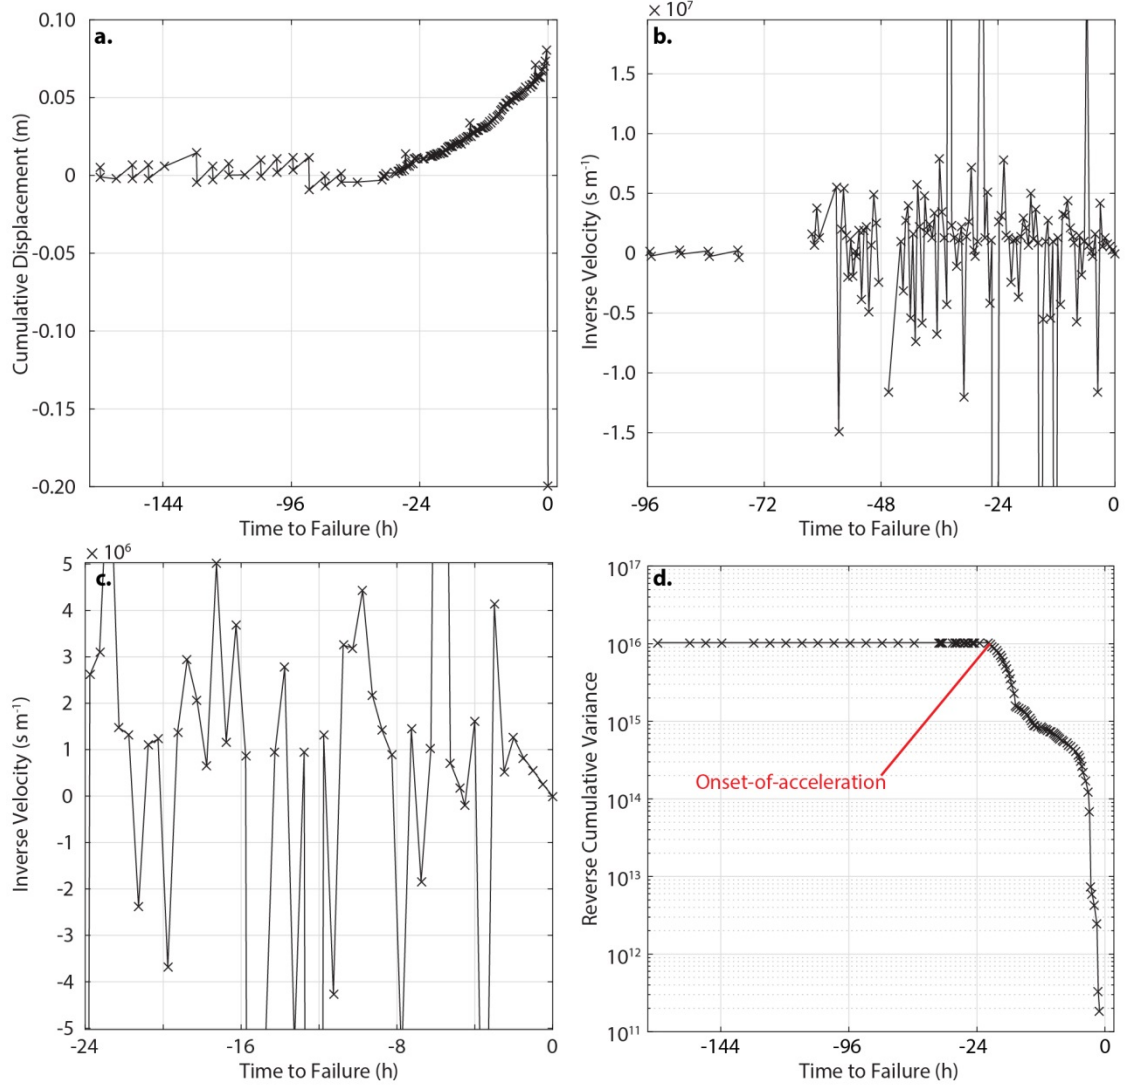 a.
0.10
0.05
0
-0.05
-0.10
-0.15
-0.20
Cumulative Displacement (m)
-144 -96 -24 0
Time to Failure (h)
× 10⁷
b.
1.5
1.0
0.5
0
-0.5
-1.0
-1.5
Inverse Velocity (s m⁻¹)
-96 -72 -48 -24 0
Time to Failure (h)
× 10⁶
c.
5
4
3
2
1
0
-1
-2
-3
-4
-5
Inverse Velocity (s m⁻¹)
-24 -16 -8 0
Time to Failure (h)
d.
10¹⁷
10¹⁶
10¹⁵
10¹⁴
10¹³
10¹²
10¹¹
Reverse Cumulative Variance
Onset-of-acceleration
-144 -96 -24 0
Time to Failure (h)